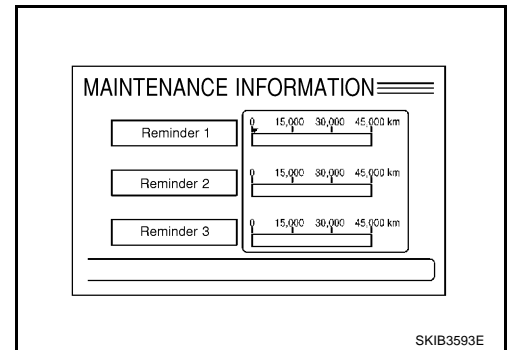 MAINTENANCE INFORMATION
0 15,000 30,000 45,000 km
Reminder 1
0 15,000 30,000 45,000 km
Reminder 2
0 15,000 30,000 45,000 km
Reminder 3
SKIB3593E